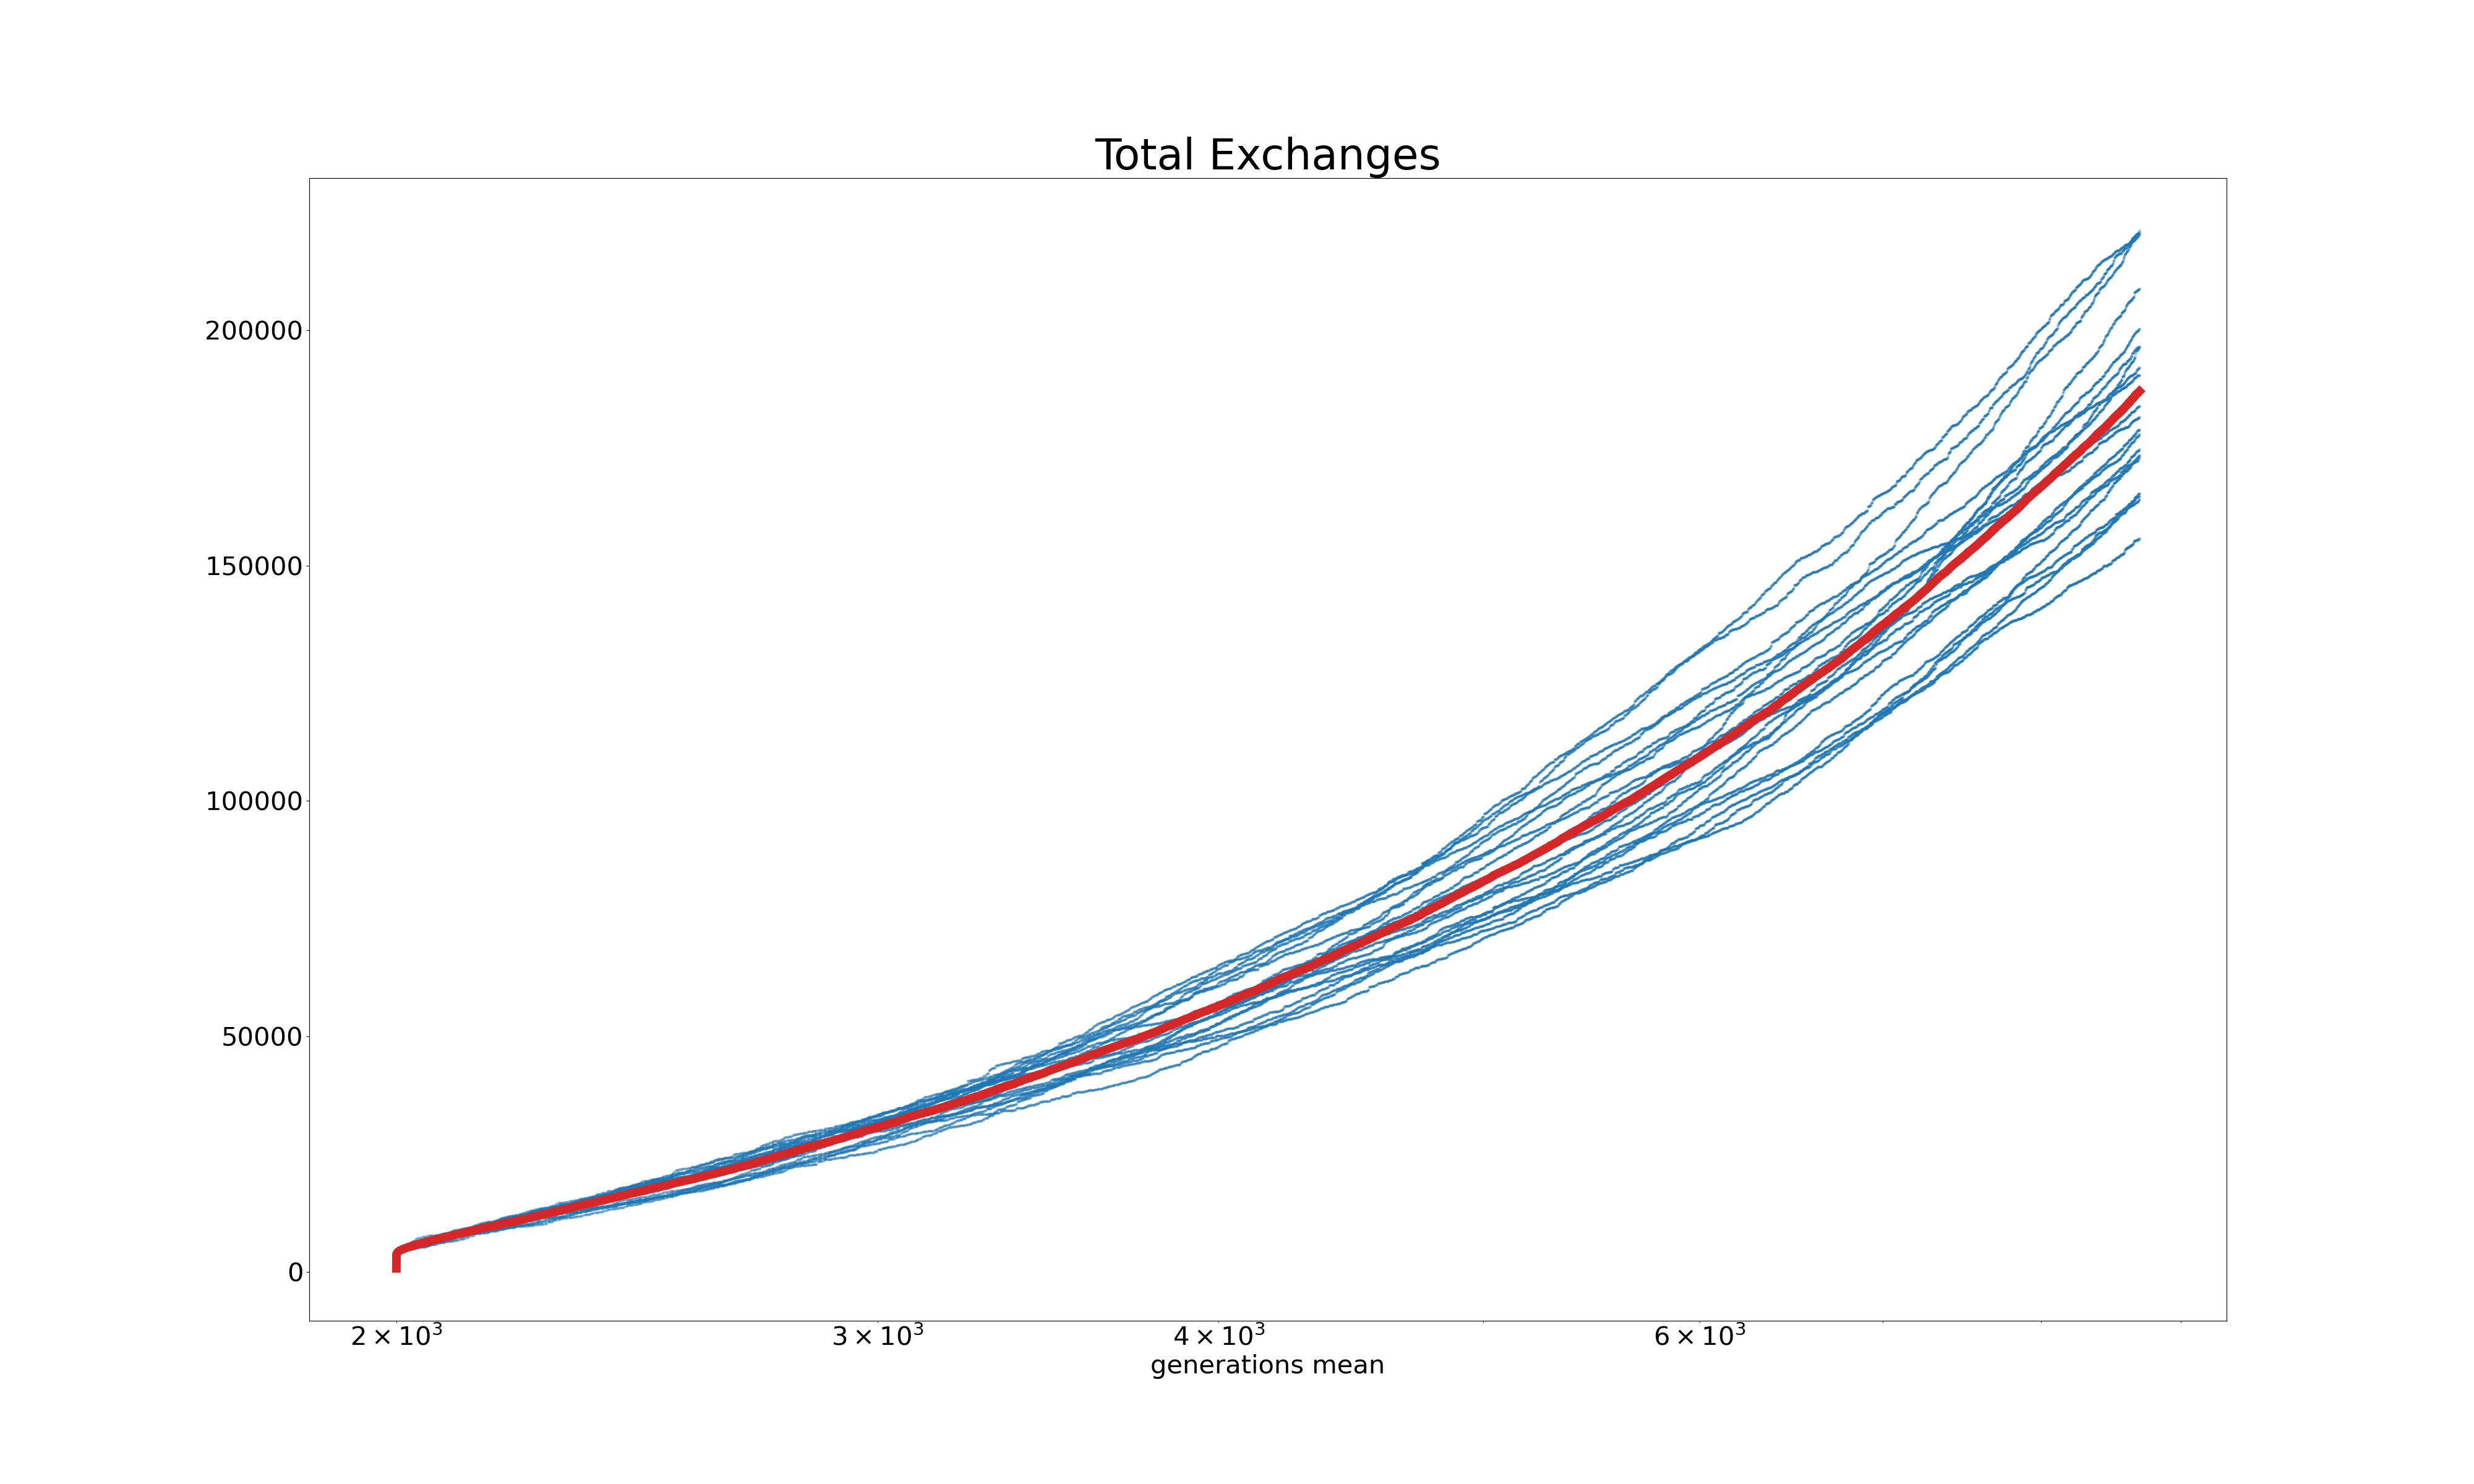 Total Exchanges
200000
150000
100000
50000
0
2 × 10³ 3 × 10³ 4 × 10³ 6 × 10³
generations mean